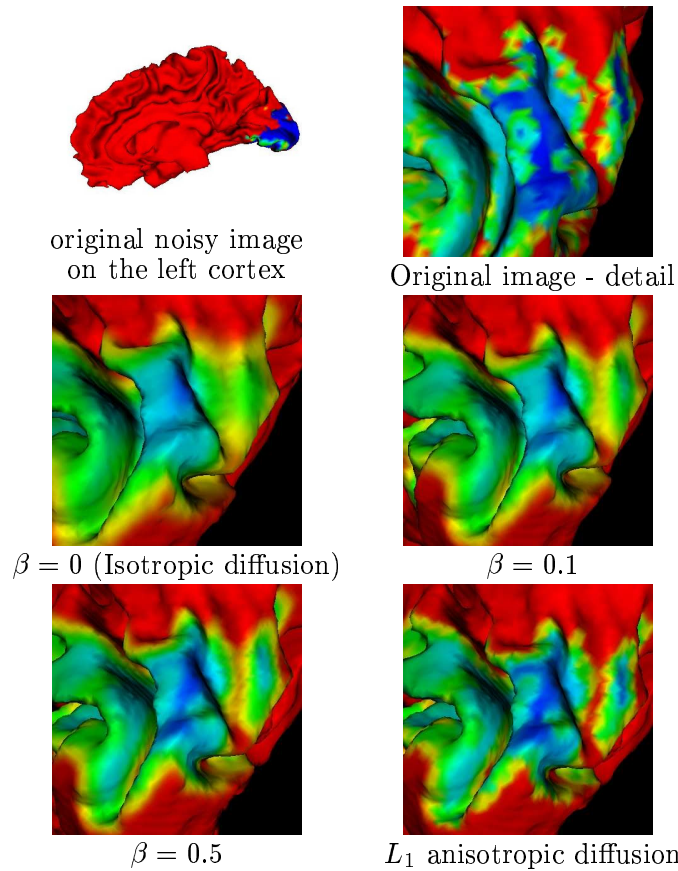 original noisy image
on the left cortex
Original image - detail
β = 0 (Isotropic diffusion)
β = 0.1
β = 0.5
L₁ anisotropic diffusion